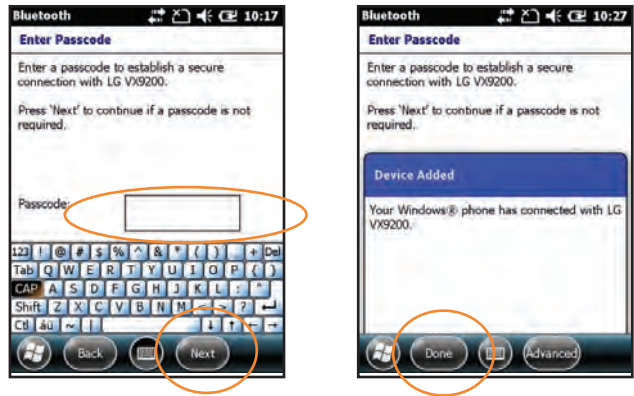 Bluetooth 10:17
Enter Passcode
Enter a passcode to establish a secure
connection with LG VX9200.
Press 'Next' to continue if a passcode is not
required.
Passcode:
123 ! @ # $ % ^ & * ( ) _ + Del
Tab Q W E R T Y U I O P { }
CAP A S D F G H J K L : "
Shift Z X C V B N M < > ?
Ctl áü ~ |
Back Next
Bluetooth 10:27
Enter Passcode
Enter a passcode to establish a secure
connection with LG VX9200.
Press 'Next' to continue if a passcode is not
required.
Device Added
Your Windows® phone has connected with LG
VX9200.
Done Advanced